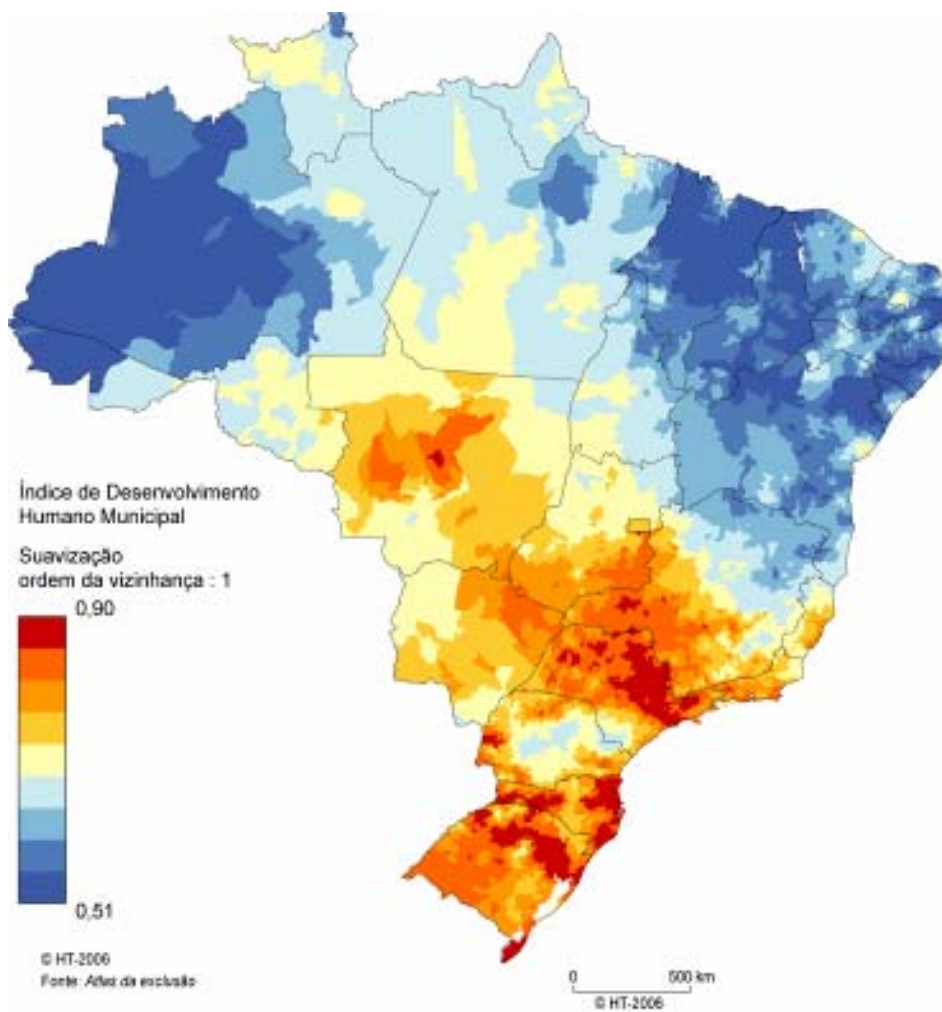 Índice de Desenvolvimento
Humano Municipal
Suavização
ordem da vizinhança : 1
0,90
0,51
© HT-2006
Fonte: Atlas da exclusão
0 500 km
© HT-2006